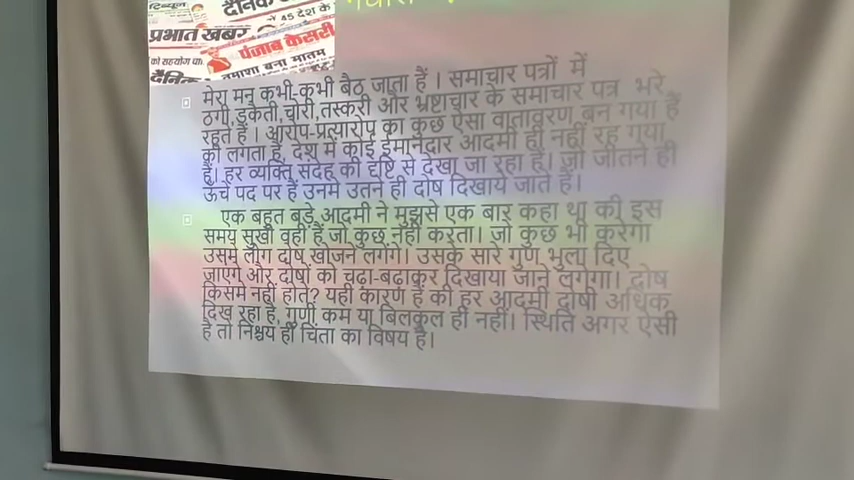 दैनिक
45 देश के
प्रभात खबर
पंजाब केसरी
तमाशा बना मातम
दैनिक
मेरा मन कभी-कभी बैठ जाता हैं । समाचार पत्रों में
ठगी,डकेती,चोरी,तस्करी और भ्रष्टाचार के समाचार पत्र भरे
रहते हैं । आरोप-प्रत्यारोप का कुछ ऐसा वातावरण बन गया हैं
की लगता है, देश में कोई ईमानदार आदमी ही नहीं रह गया
हैं। हर व्यक्ति संदेह की दृष्टि से देखा जा रहा हैं। जो जीतने ही
ऊँचे पद पर हैं उनमें उतने ही दोष दिखाये जाते हैं।
एक बहुत बड़े आदमी ने मुझसे एक बार कहा था की इस
समय सुखी वही हैं,जो कुछ नहीं करता। जो कुछ भी करेगा
उसमें लोग दोष खोजने लगेंगे। उसके सारे गुण भुला दिए
जाएंगे और दोषों को चढ़ा-बढ़ाकर दिखाया जाने लगेगा। दोष
किसमें नहीं होते? यही कारण हैं की हर आदमी दोषी अधिक
दिख रहा है, गुणी कम या बिलकुल ही नहीं। स्थिति अगर ऐसी
है तो निश्चय ही चिंता का विषय है।